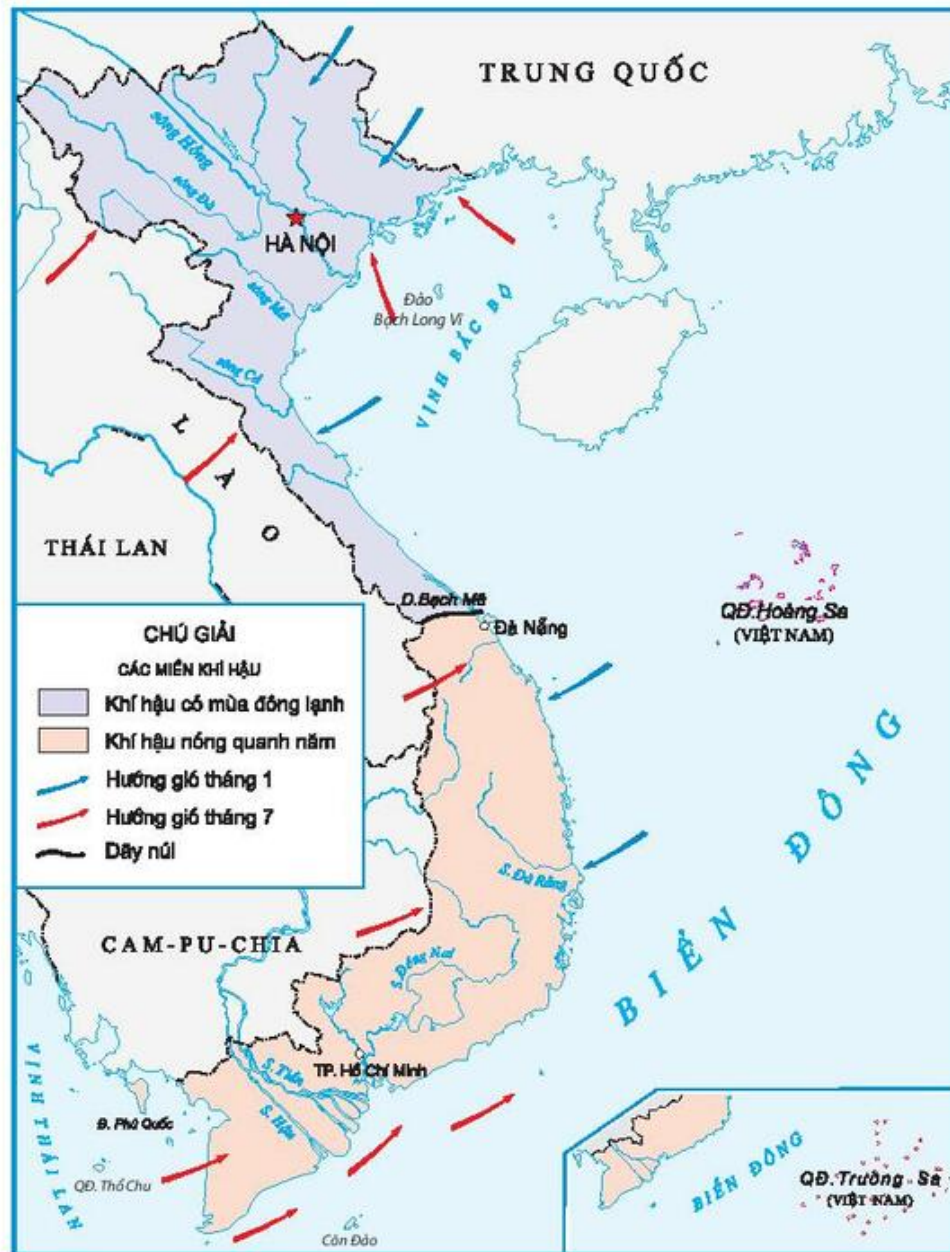 TRUNG QUỐC
sông Hồng
sông Đà
HÀ NỘI
Đảo
Bạch Long Vĩ
sông Mã
VỊNH BẮC BỘ
sông Cả
LÀO
THÁI LAN
D.Bạch Mã
Đà Nẵng
QĐ.Hoàng Sa
(VIỆT NAM)
CHÚ GIẢI
CÁC MIỀN KHÍ HẬU
Khí hậu có mùa đông lạnh
Khí hậu nóng quanh năm
Hướng gió tháng 1
Hướng gió tháng 7
Dãy núi
BIỂN ĐÔNG
S.Đà Rằng
CAM-PU-CHIA
S.Đồng Nai
TP. Hồ Chí Minh
S.Tiền
S.Hậu
Đ. Phú Quốc
VỊNH THÁI LAN
QĐ. Thổ Chu
Côn Đảo
BIỂN ĐÔNG
QĐ.Trường Sa
(VIỆT NAM)